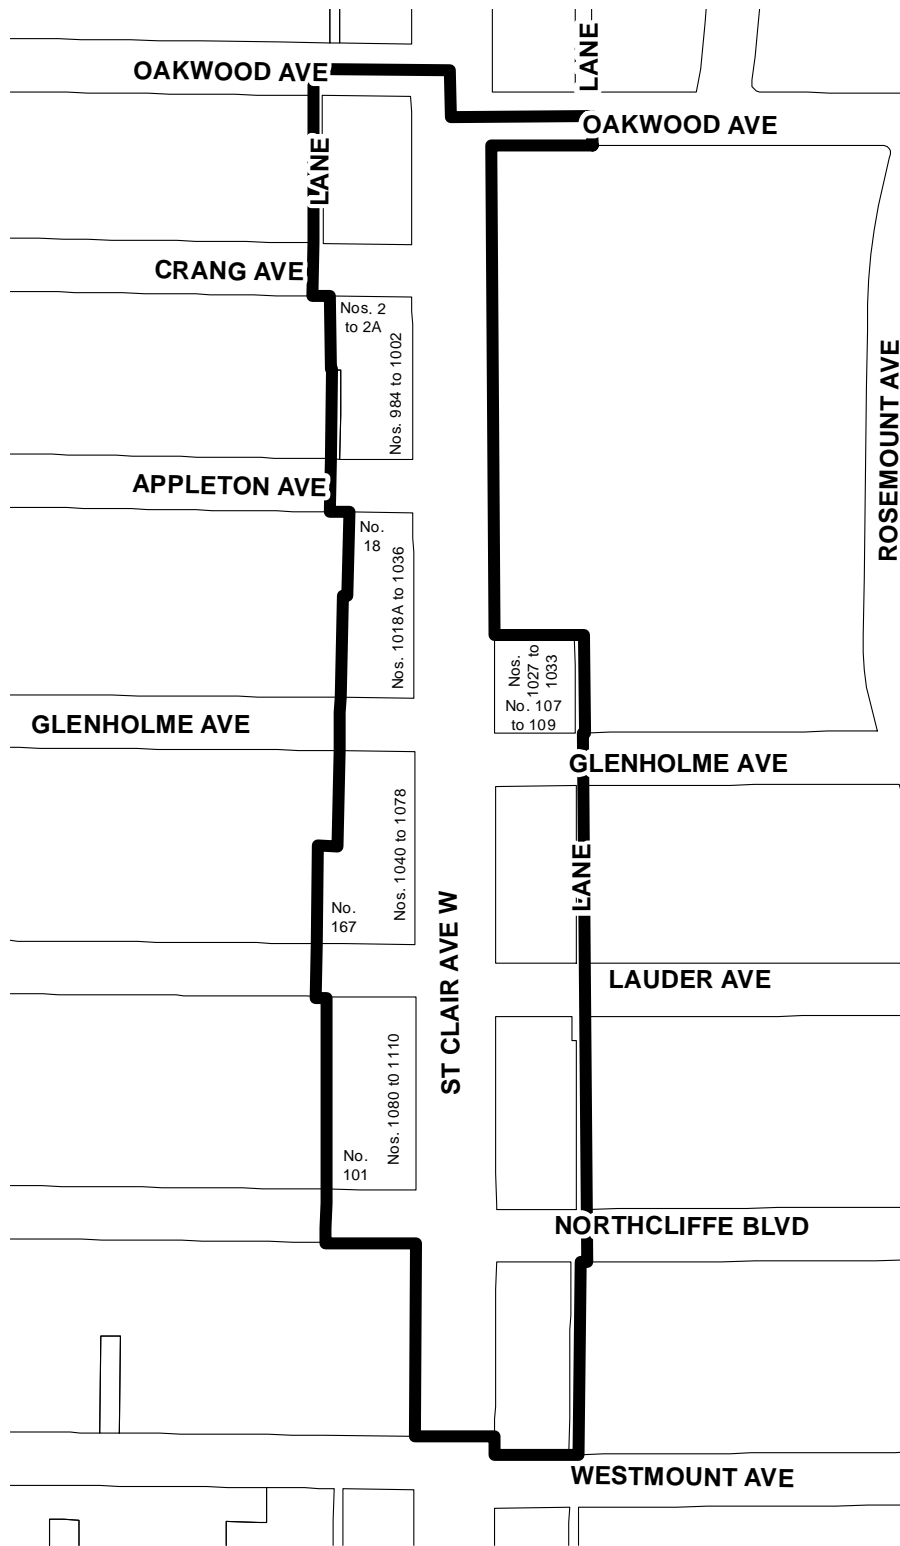 LANE
OAKWOOD AVE
OAKWOOD AVE
LANE
CRANG AVE
Nos. 2
to 2A
Nos. 984 to 1002
ROSEMOUNT AVE
APPLETON AVE
No.
18
Nos. 1018A to 1036
Nos.
1027 to
1033
No. 107
to 109
GLENHOLME AVE
GLENHOLME AVE
Nos. 1040 to 1078
LANE
No.
167
ST CLAIR AVE W
LAUDER AVE
Nos. 1080 to 1110
No.
101
NORTHCLIFFE BLVD
WESTMOUNT AVE